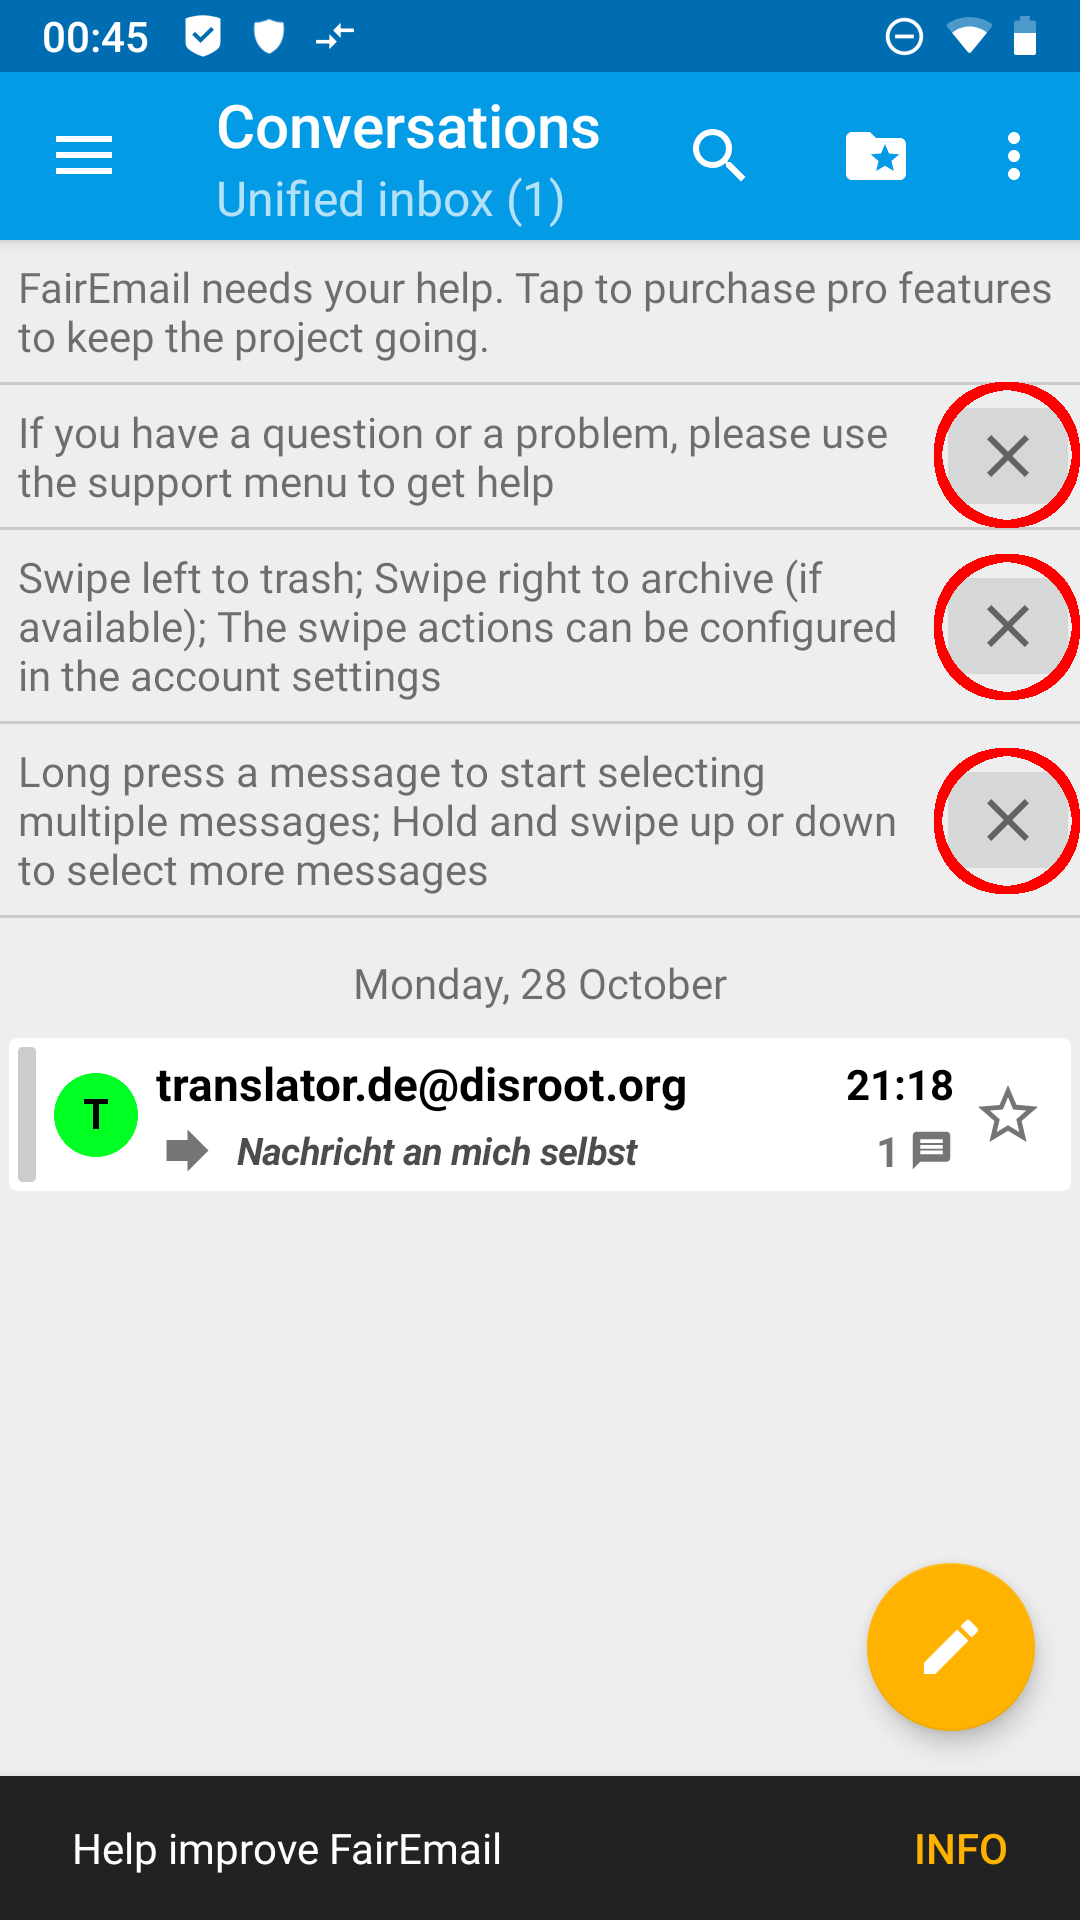 00:45
Conversations
Unified inbox (1)
FairEmail needs your help. Tap to purchase pro features
to keep the project going.
If you have a question or a problem, please use
the support menu to get help
Swipe left to trash; Swipe right to archive (if
available); The swipe actions can be configured
in the account settings
Long press a message to start selecting
multiple messages; Hold and swipe up or down
to select more messages
Monday, 28 October
T
translator.de@disroot.org 21:18
Nachricht an mich selbst 1
Help improve FairEmail INFO